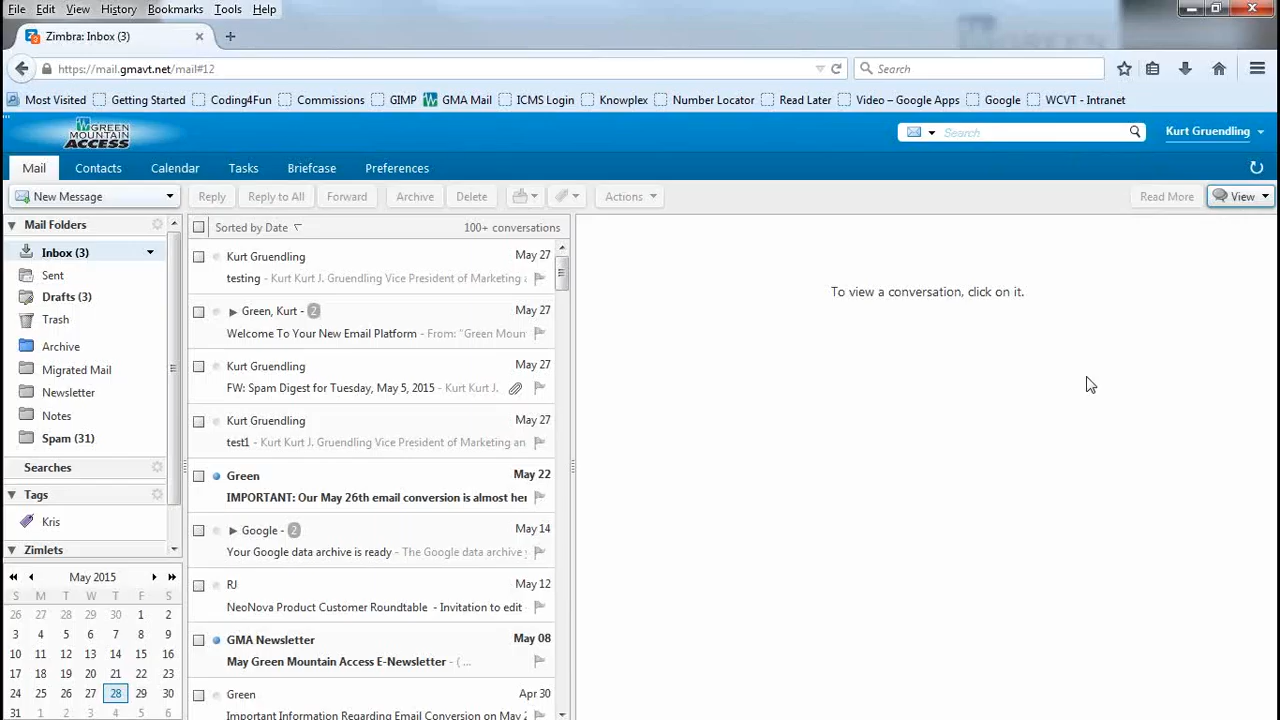 File Edit View History Bookmarks Tools Help
Zimbra: Inbox (3)
https://mail.gmavt.net/mail#12 Search
Most Visited Getting Started Coding4Fun Commissions GIMP GMA Mail ICMS Login Knowplex Number Locator Read Later Video – Google Apps Google WCVT - Intranet
GREEN MOUNTAIN ACCESS Search Kurt Gruendling
Mail Contacts Calendar Tasks Briefcase Preferences
New Message Reply Reply to All Forward Archive Delete Actions Read More View
Mail Folders
Inbox (3)
Sent
Drafts (3)
Trash
Archive
Migrated Mail
Newsletter
Notes
Spam (31)
Searches
Tags
Kris
Zimlets
May 2015
S M T W T F S
26 27 28 29 30 1 2
3 4 5 6 7 8 9
10 11 12 13 14 15 16
17 18 19 20 21 22 23
24 25 26 27 28 29 30
31 1 2 3 4 5 6
Sorted by Date 100+ conversations
Kurt Gruendling May 27
testing - Kurt Kurt J. Gruendling Vice President of Marketing a
Green, Kurt - 2 May 27
Welcome To Your New Email Platform - From: "Green Moun
Kurt Gruendling May 27
FW: Spam Digest for Tuesday, May 5, 2015 - Kurt Kurt J.
Kurt Gruendling May 27
test1 - Kurt Kurt J. Gruendling Vice President of Marketing an
Green May 22
IMPORTANT: Our May 26th email conversion is almost her
Google - 2 May 14
Your Google data archive is ready - The Google data archive
RJ May 12
NeoNova Product Customer Roundtable - Invitation to edit
GMA Newsletter May 08
May Green Mountain Access E-Newsletter - ( ...
Green Apr 30
Important Information Regarding Email Conversion on May 2
To view a conversation, click on it.